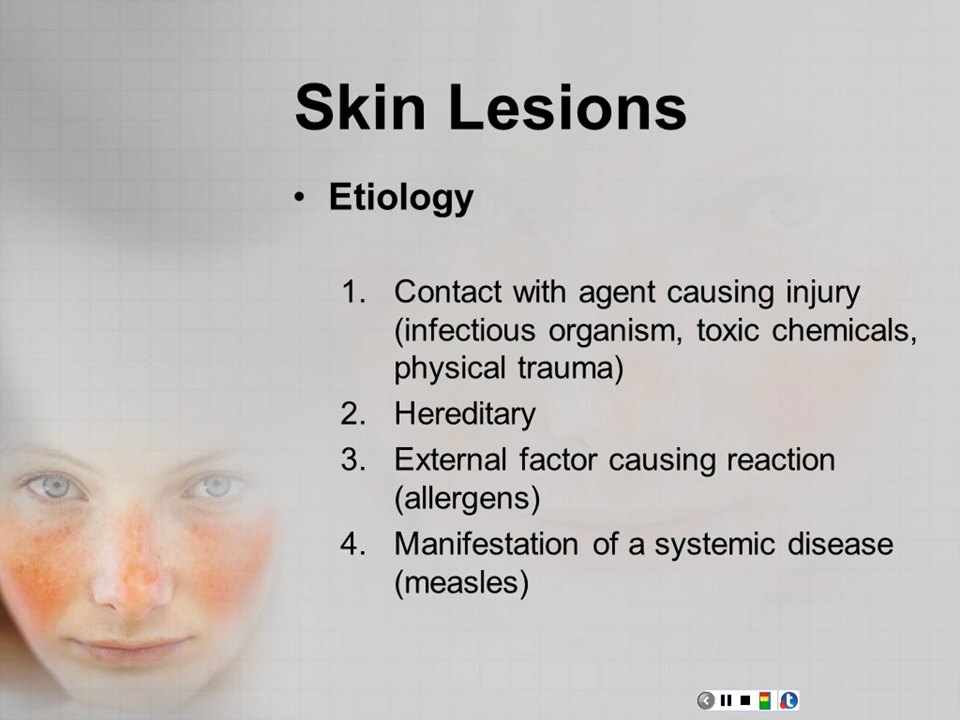 Skin Lesions
• Etiology
1. Contact with agent causing injury
(infectious organism, toxic chemicals,
physical trauma)
2. Hereditary
3. External factor causing reaction
(allergens)
4. Manifestation of a systemic disease
(measles)